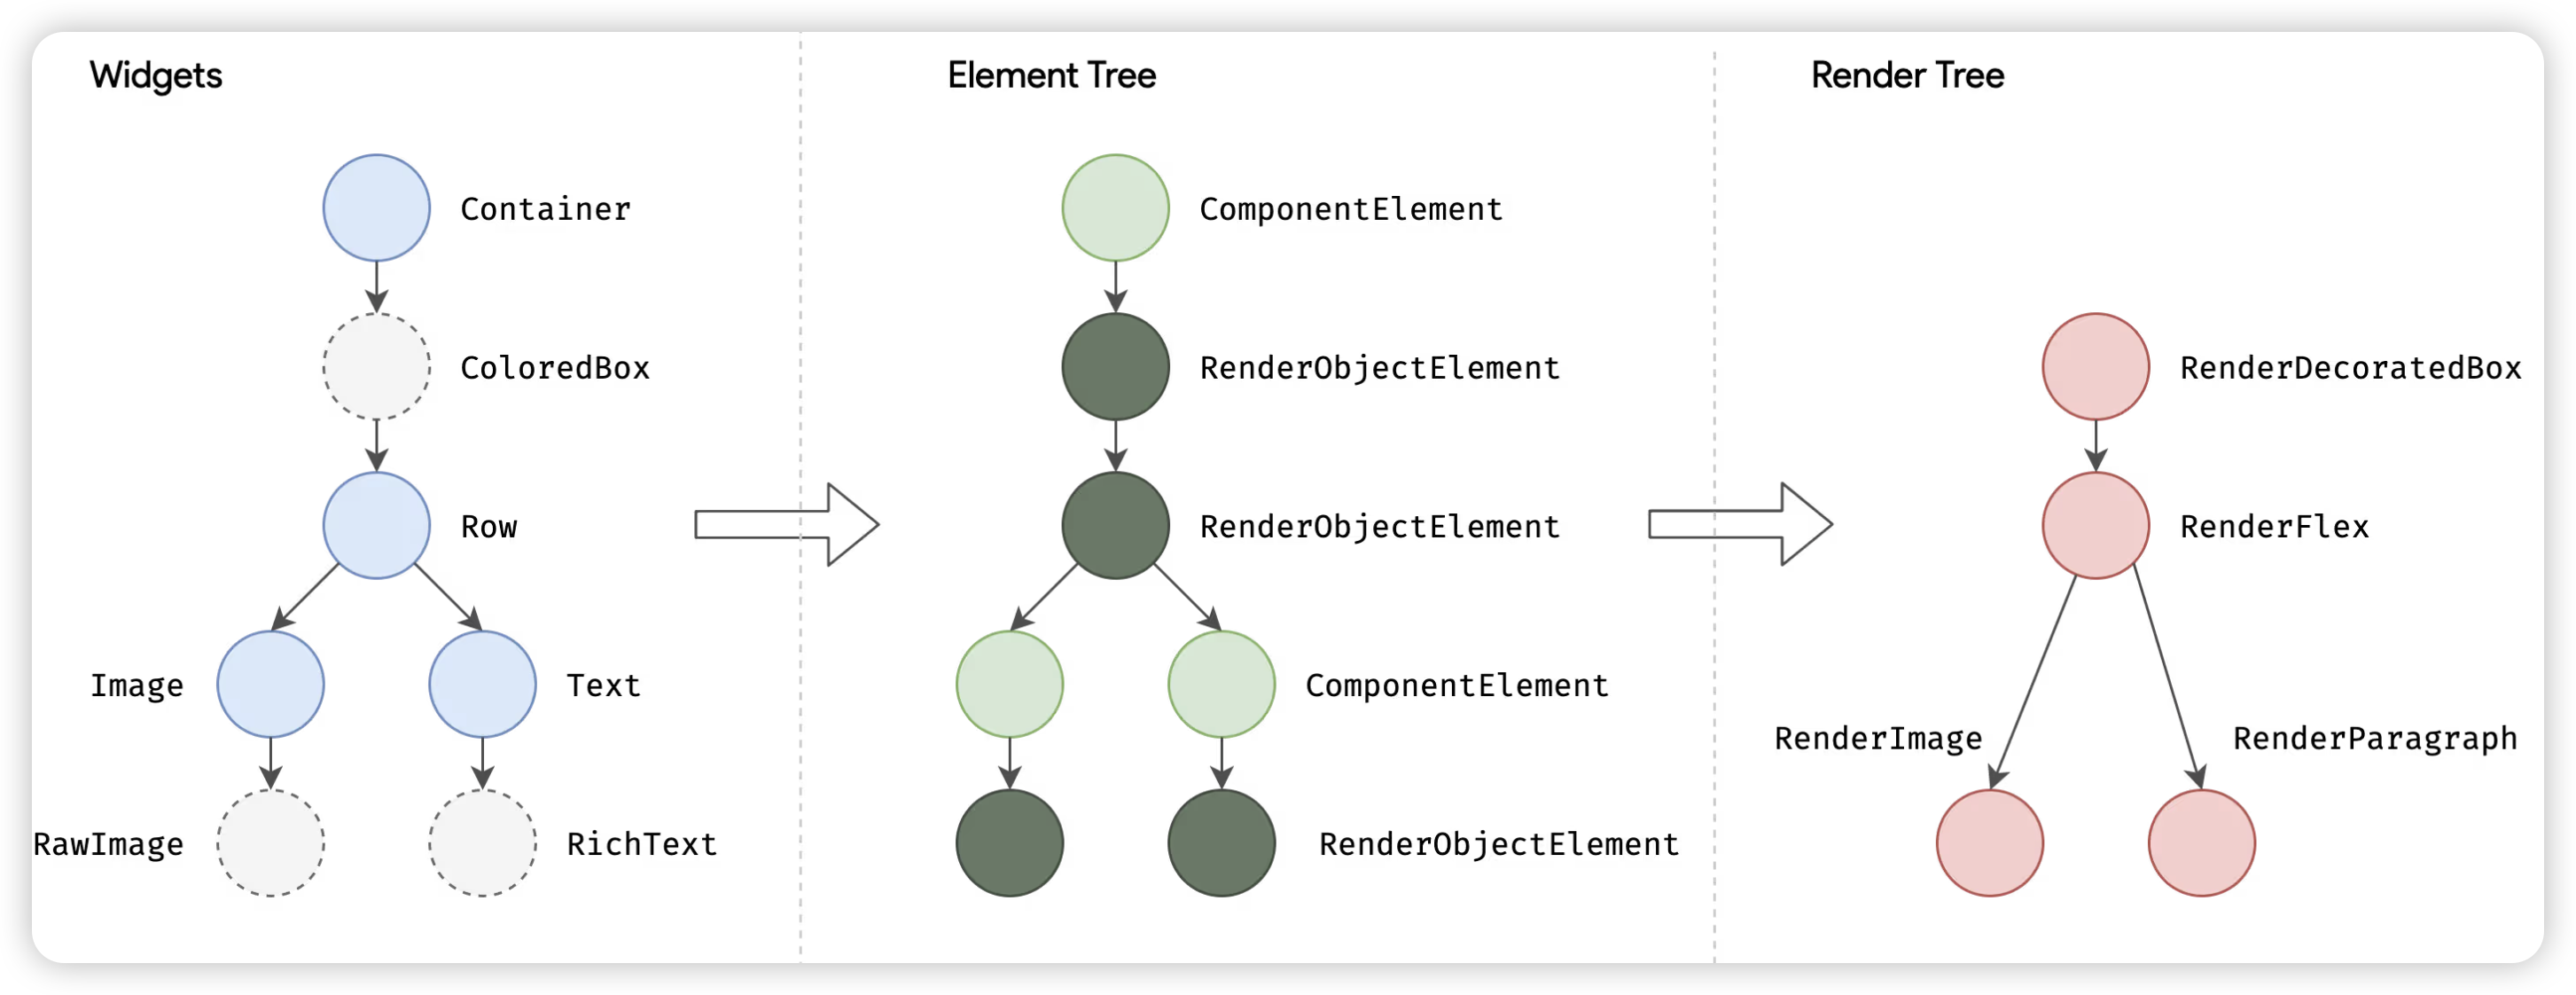 Widgets
Container
ColoredBox
Row
Image
Text
RawImage
RichText
Element Tree
ComponentElement
RenderObjectElement
RenderObjectElement
ComponentElement
RenderObjectElement
Render Tree
RenderDecoratedBox
RenderFlex
RenderImage
RenderParagraph